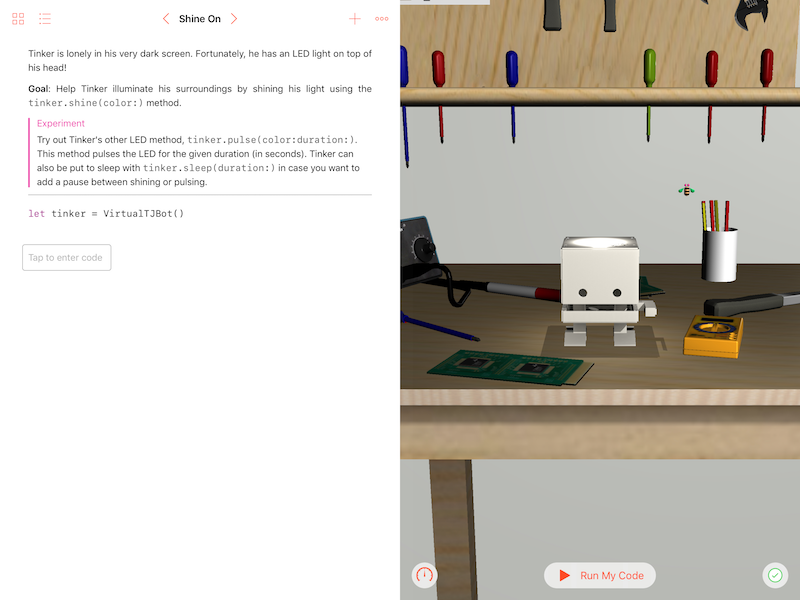 Shine On
Tinker is lonely in his very dark screen. Fortunately, he has an LED light on top of
his head!
Goal: Help Tinker illuminate his surroundings by shining his light using the
tinker.shine(color:) method.
Experiment
Try out Tinker's other LED method, tinker.pulse(color:duration:).
This method pulses the LED for the given duration (in seconds). Tinker can
also be put to sleep with tinker.sleep(duration:) in case you want to
add a pause between shining or pulsing.
let tinker = VirtualTJBot()
Tap to enter code
Run My Code